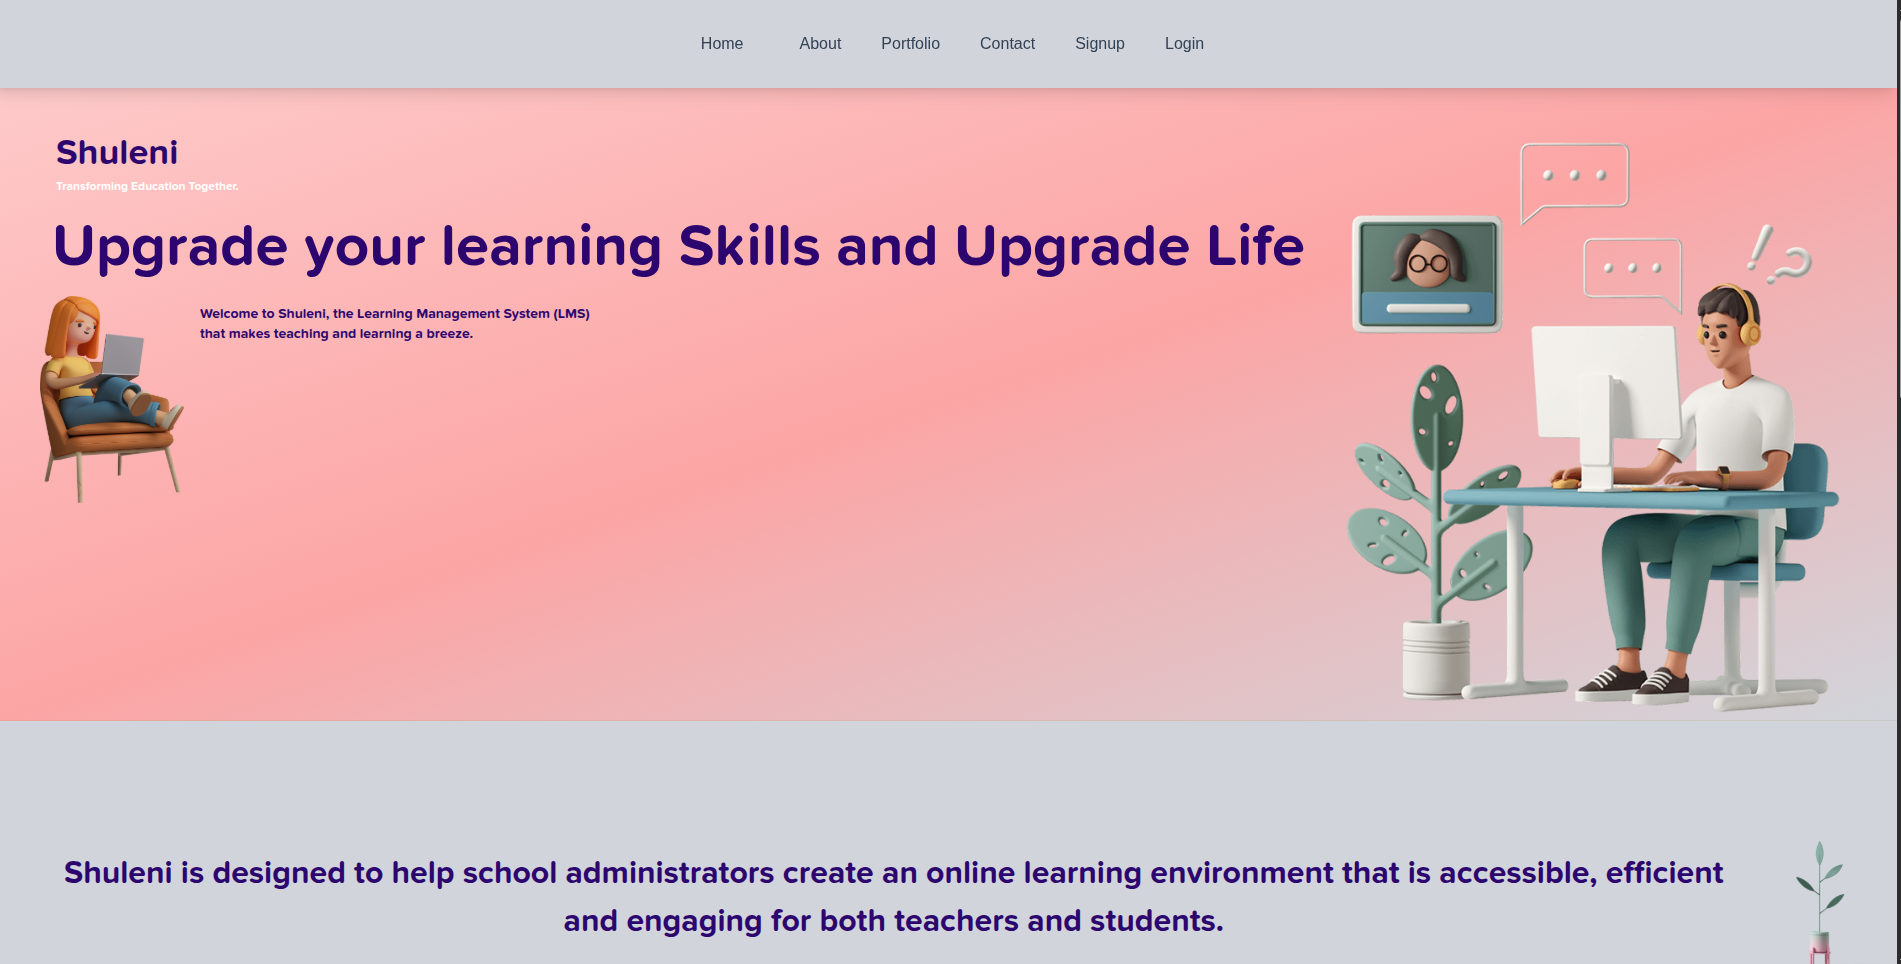 Home About Portfolio Contact Signup Login
Shuleni
Transforming Education Together.
Upgrade your learning Skills and Upgrade Life
Welcome to Shuleni, the Learning Management System (LMS)
that makes teaching and learning a breeze.
!?
Shuleni is designed to help school administrators create an online learning environment that is accessible, efficient
and engaging for both teachers and students.